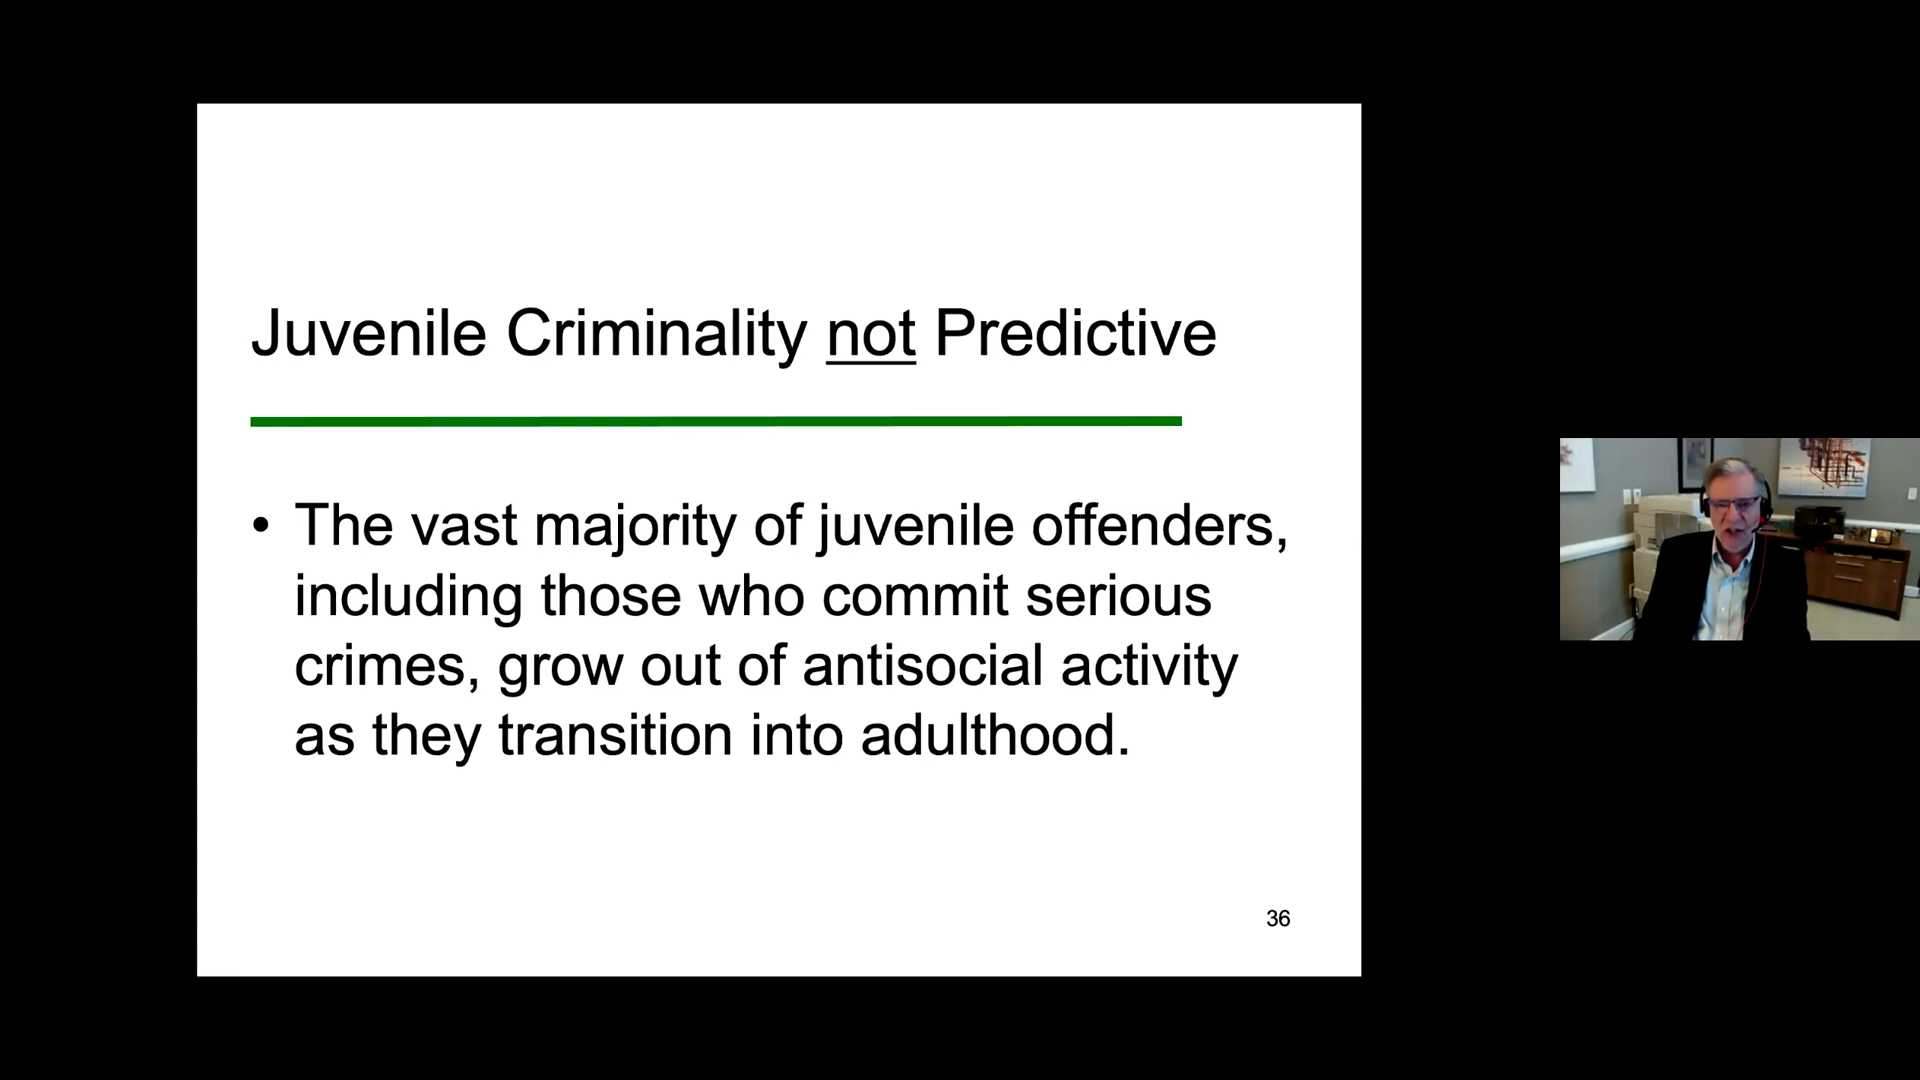 Juvenile Criminality not Predictive
• The vast majority of juvenile offenders,
including those who commit serious
crimes, grow out of antisocial activity
as they transition into adulthood.
36